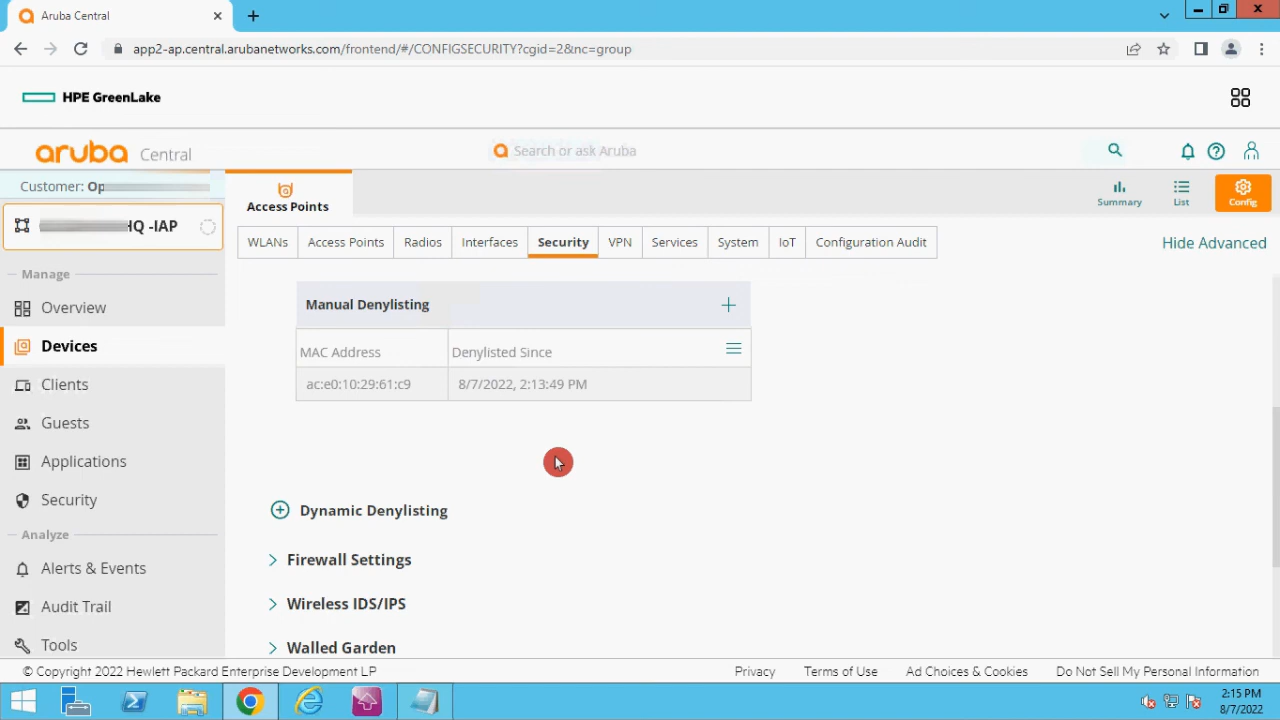 Aruba Central
app2-ap.central.arubanetworks.com/frontend/#/CONFIGSECURITY?cgid=2&nc=group
HPE GreenLake
aruba Central
Search or ask Aruba
Customer: Op
HQ -IAP
Access Points
Summary
List
Config
WLANs
Access Points
Radios
Interfaces
Security
VPN
Services
System
IoT
Configuration Audit
Hide Advanced
Manage
Overview
Devices
Clients
Guests
Applications
Security
Analyze
Alerts & Events
Audit Trail
Tools
Manual Denylisting
MAC Address
Denylisted Since
ac:e0:10:29:61:c9
8/7/2022, 2:13:49 PM
Dynamic Denylisting
Firewall Settings
Wireless IDS/IPS
Walled Garden
© Copyright 2022 Hewlett Packard Enterprise Development LP
Privacy
Terms of Use
Ad Choices & Cookies
Do Not Sell My Personal Information
2:15 PM
8/7/2022